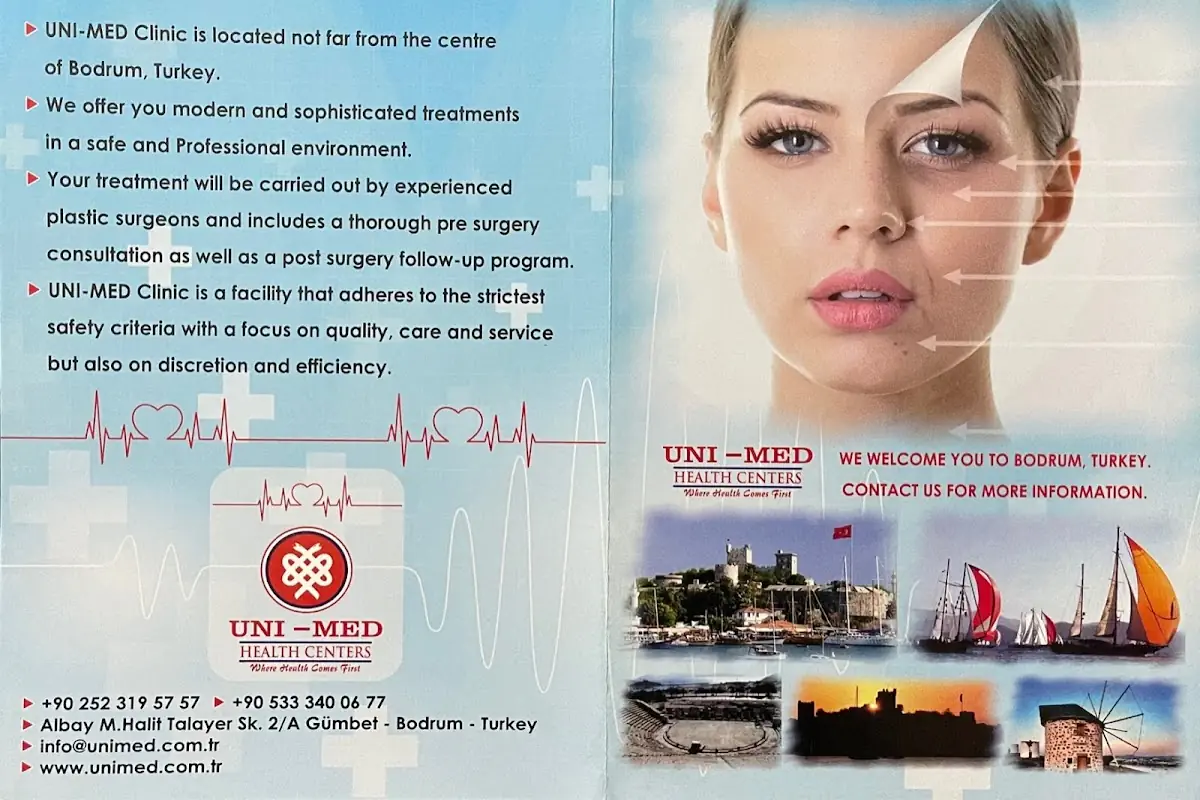 UNI-MED Clinic is located not far from the centre
of Bodrum, Turkey.
We offer you modern and sophisticated treatments
in a safe and Professional environment.
Your treatment will be carried out by experienced
plastic surgeons and includes a thorough pre surgery
consultation as well as a post surgery follow-up program.
UNI-MED Clinic is a facility that adheres to the strictest
safety criteria with a focus on quality, care and service
but also on discretion and efficiency.
UNI-MED
HEALTH CENTERS
Where Health Comes First
+90 252 319 57 57 +90 533 340 06 77
Albay M.Halit Talayer Sk. 2/A Gümbet - Bodrum - Turkey
info@unimed.com.tr
www.unimed.com.tr
UNI-MED
HEALTH CENTERS
Where Health Comes First
WE WELCOME YOU TO BODRUM, TURKEY.
CONTACT US FOR MORE INFORMATION.